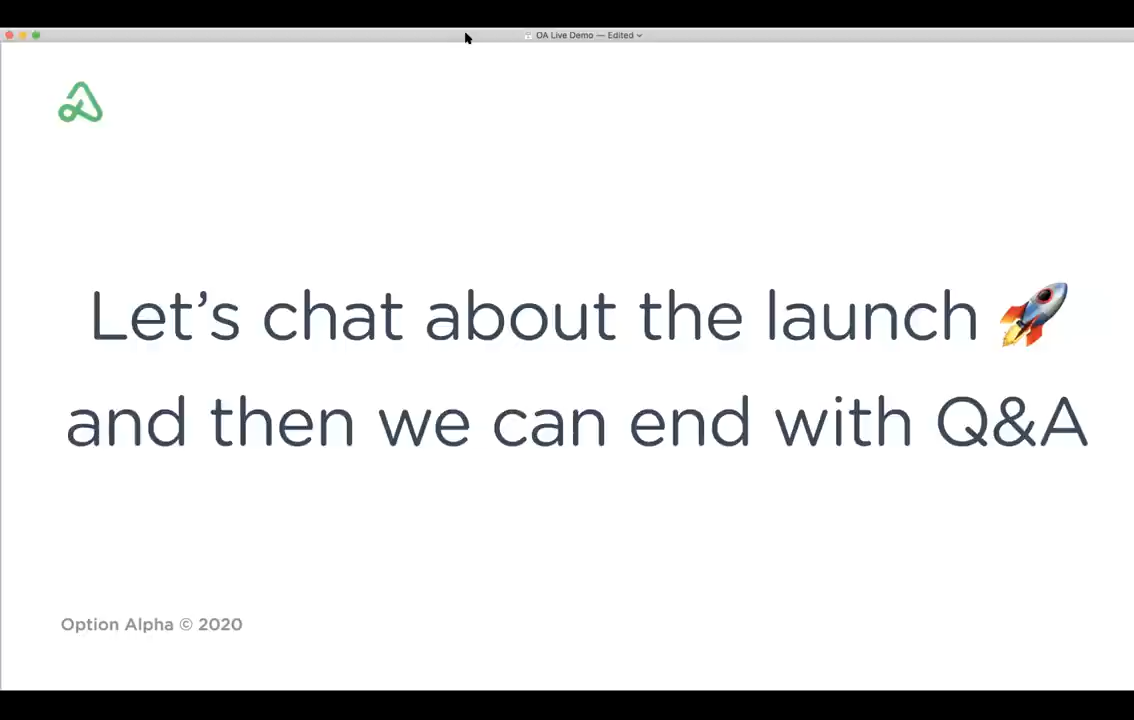 OA Live Demo — Edited
Let’s chat about the launch 🚀
and then we can end with Q&A
Option Alpha © 2020